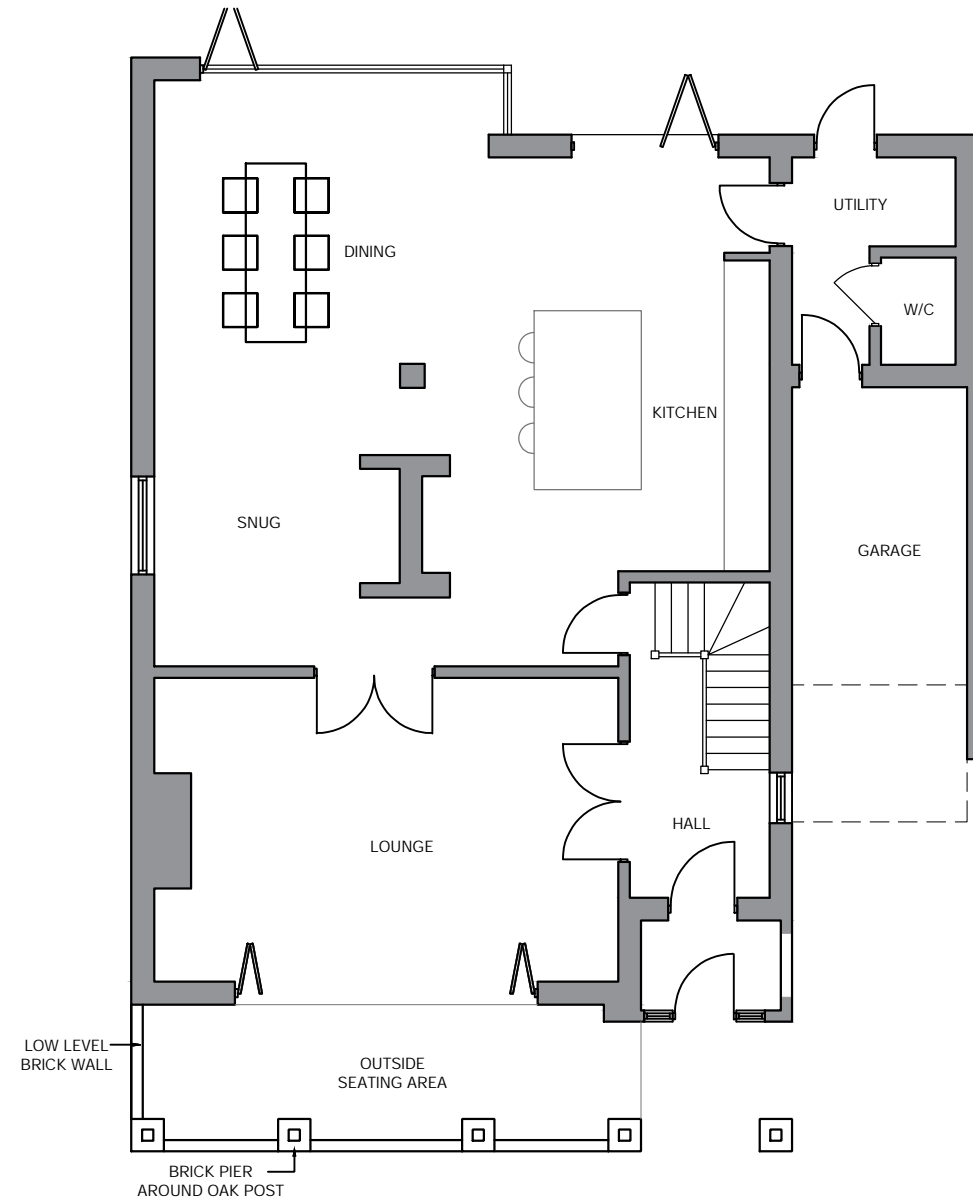 UTILITY
DINING
W/C
KITCHEN
SNUG
GARAGE
HALL
LOUNGE
LOW LEVEL
BRICK WALL
OUTSIDE
SEATING AREA
BRICK PIER
AROUND OAK POST